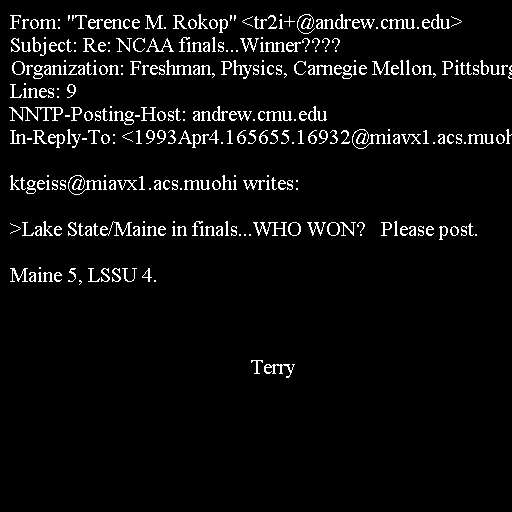 From: "Terence M. Rokop" <tr2i+@andrew.cmu.edu>
Subject: Re: NCAA finals...Winner????
Organization: Freshman, Physics, Carnegie Mellon, Pittsburg
Lines: 9
NNTP-Posting-Host: andrew.cmu.edu
In-Reply-To: <1993Apr4.165655.16932@miavx1.acs.muoh
ktgeiss@miavx1.acs.muohi writes:
>Lake State/Maine in finals...WHO WON?   Please post.
Maine 5, LSSU 4.
Terry